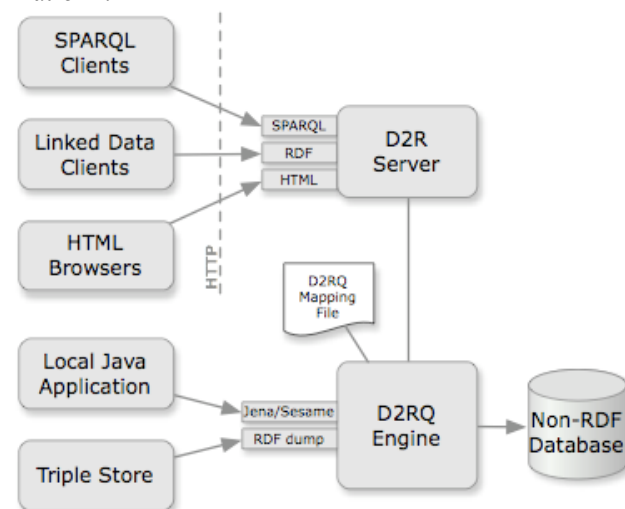 SPARQL
Clients
Linked Data
Clients
HTML
Browsers
HTTP
SPARQL
RDF
HTML
D2R
Server
D2RQ
Mapping
File
Local Java
Application
Triple Store
Jena/Sesame
RDF dump
D2RQ
Engine
Non-RDF
Database